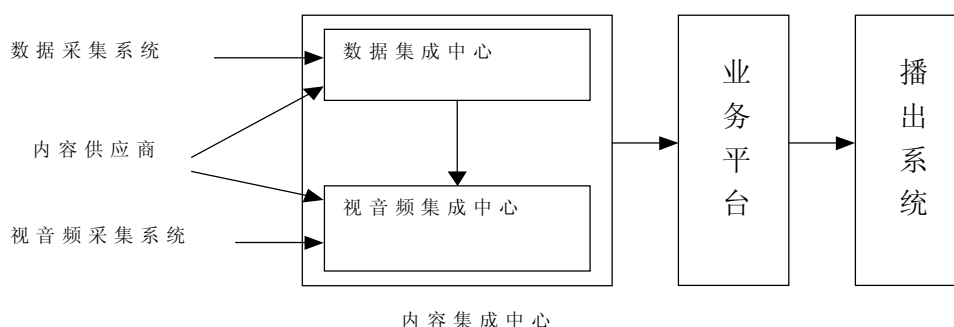 数据采集系统
数据集成中心
内容供应商
视音频集成中心
视音频采集系统
业务平台
播出系统
内容集成中心